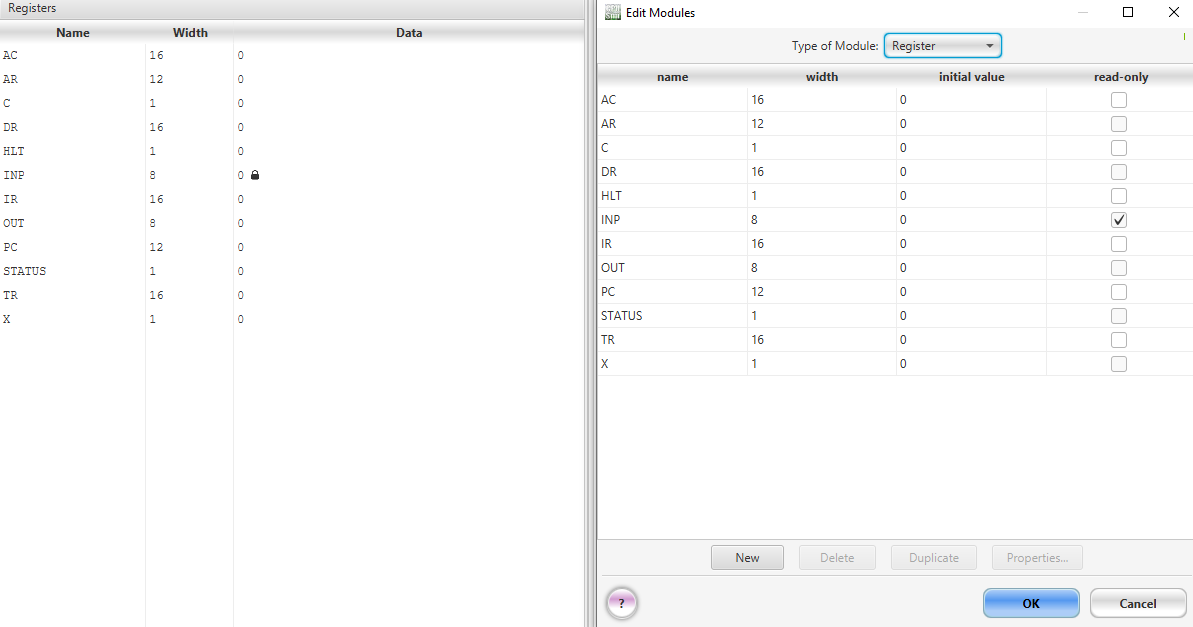 Registers
Name Width Data
AC 16 0
AR 12 0
C 1 0
DR 16 0
HLT 1 0
INP 8 0
IR 16 0
OUT 8 0
PC 12 0
STATUS 1 0
TR 16 0
X 1 0
Edit Modules
Type of Module: Register
name width initial value read-only
AC 16 0
AR 12 0
C 1 0
DR 16 0
HLT 1 0
INP 8 0
IR 16 0
OUT 8 0
PC 12 0
STATUS 1 0
TR 16 0
X 1 0
New Delete Duplicate Properties...
? OK Cancel